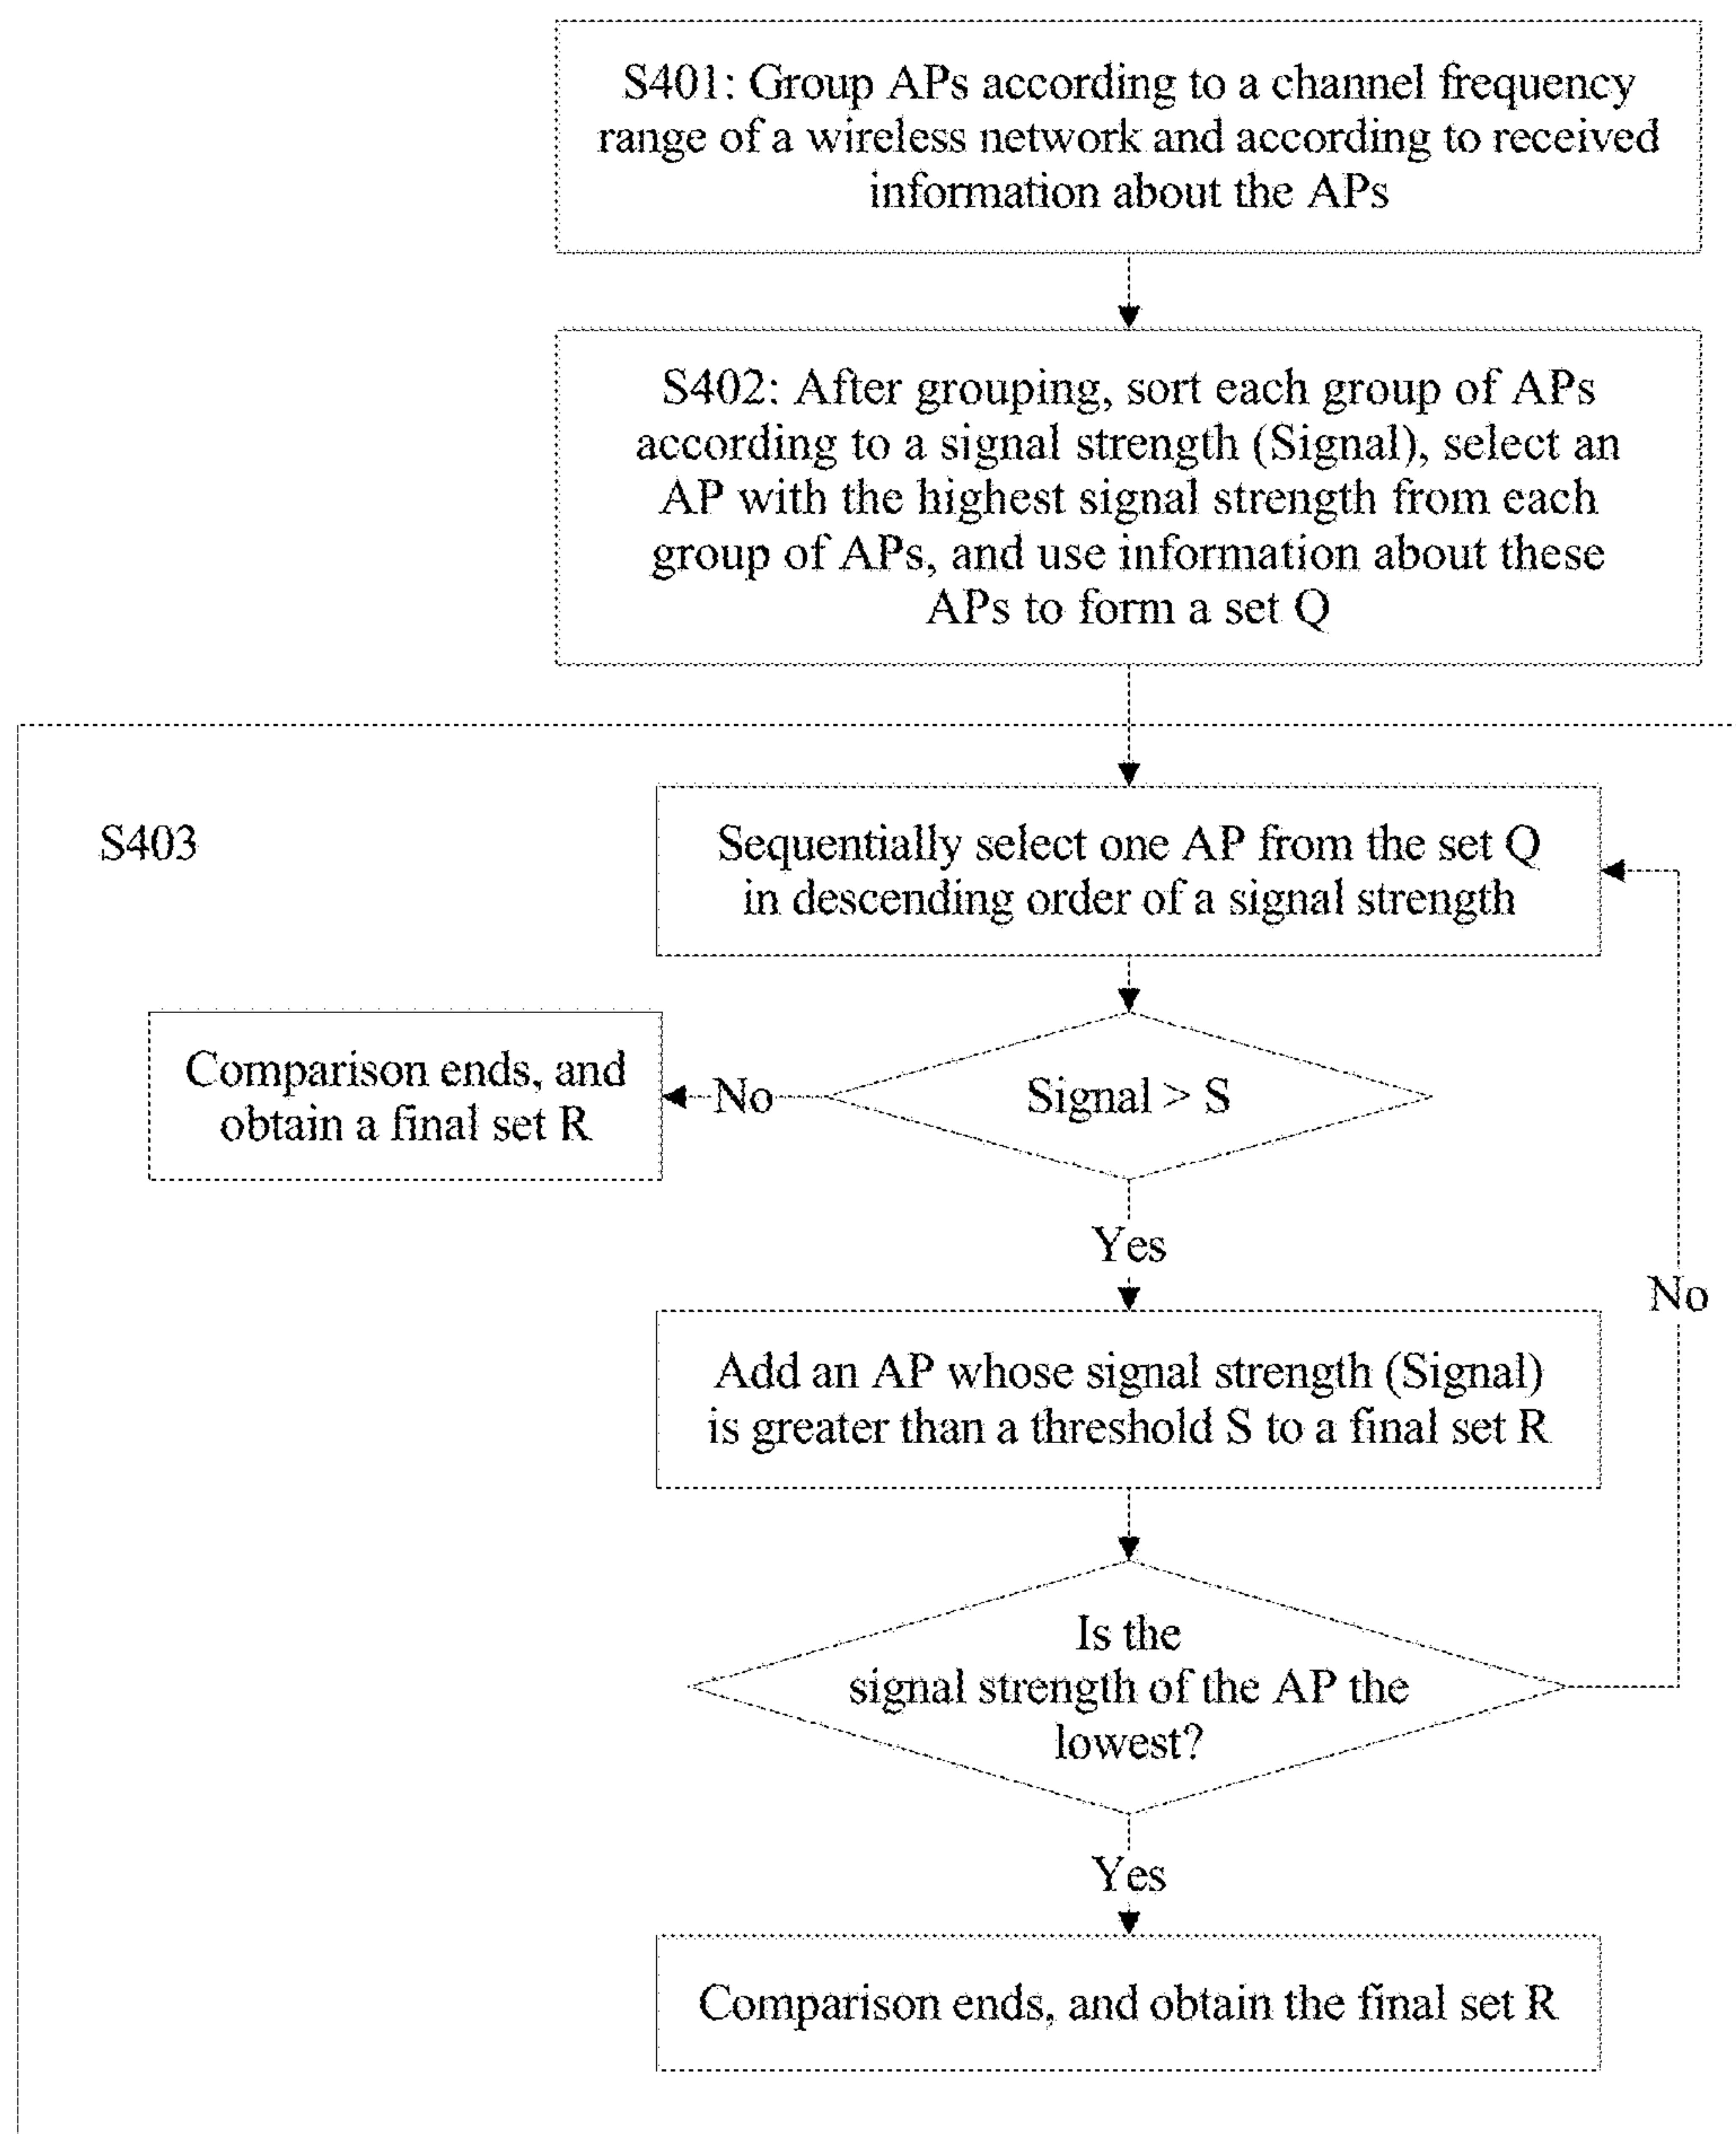 S401: Group APs according to a channel frequency
range of a wireless network and according to received
information about the APs
S402: After grouping, sort each group of APs
according to a signal strength (Signal), select an
AP with the highest signal strength from each
group of APs, and use information about these
APs to form a set Q
S403
Sequentially select one AP from the set Q
in descending order of a signal strength
Comparison ends, and
obtain a final set R
No
Signal > S
Yes
No
Add an AP whose signal strength (Signal)
is greater than a threshold S to a final set R
Is the
signal strength of the AP the
lowest?
Yes
Comparison ends, and obtain the final set R